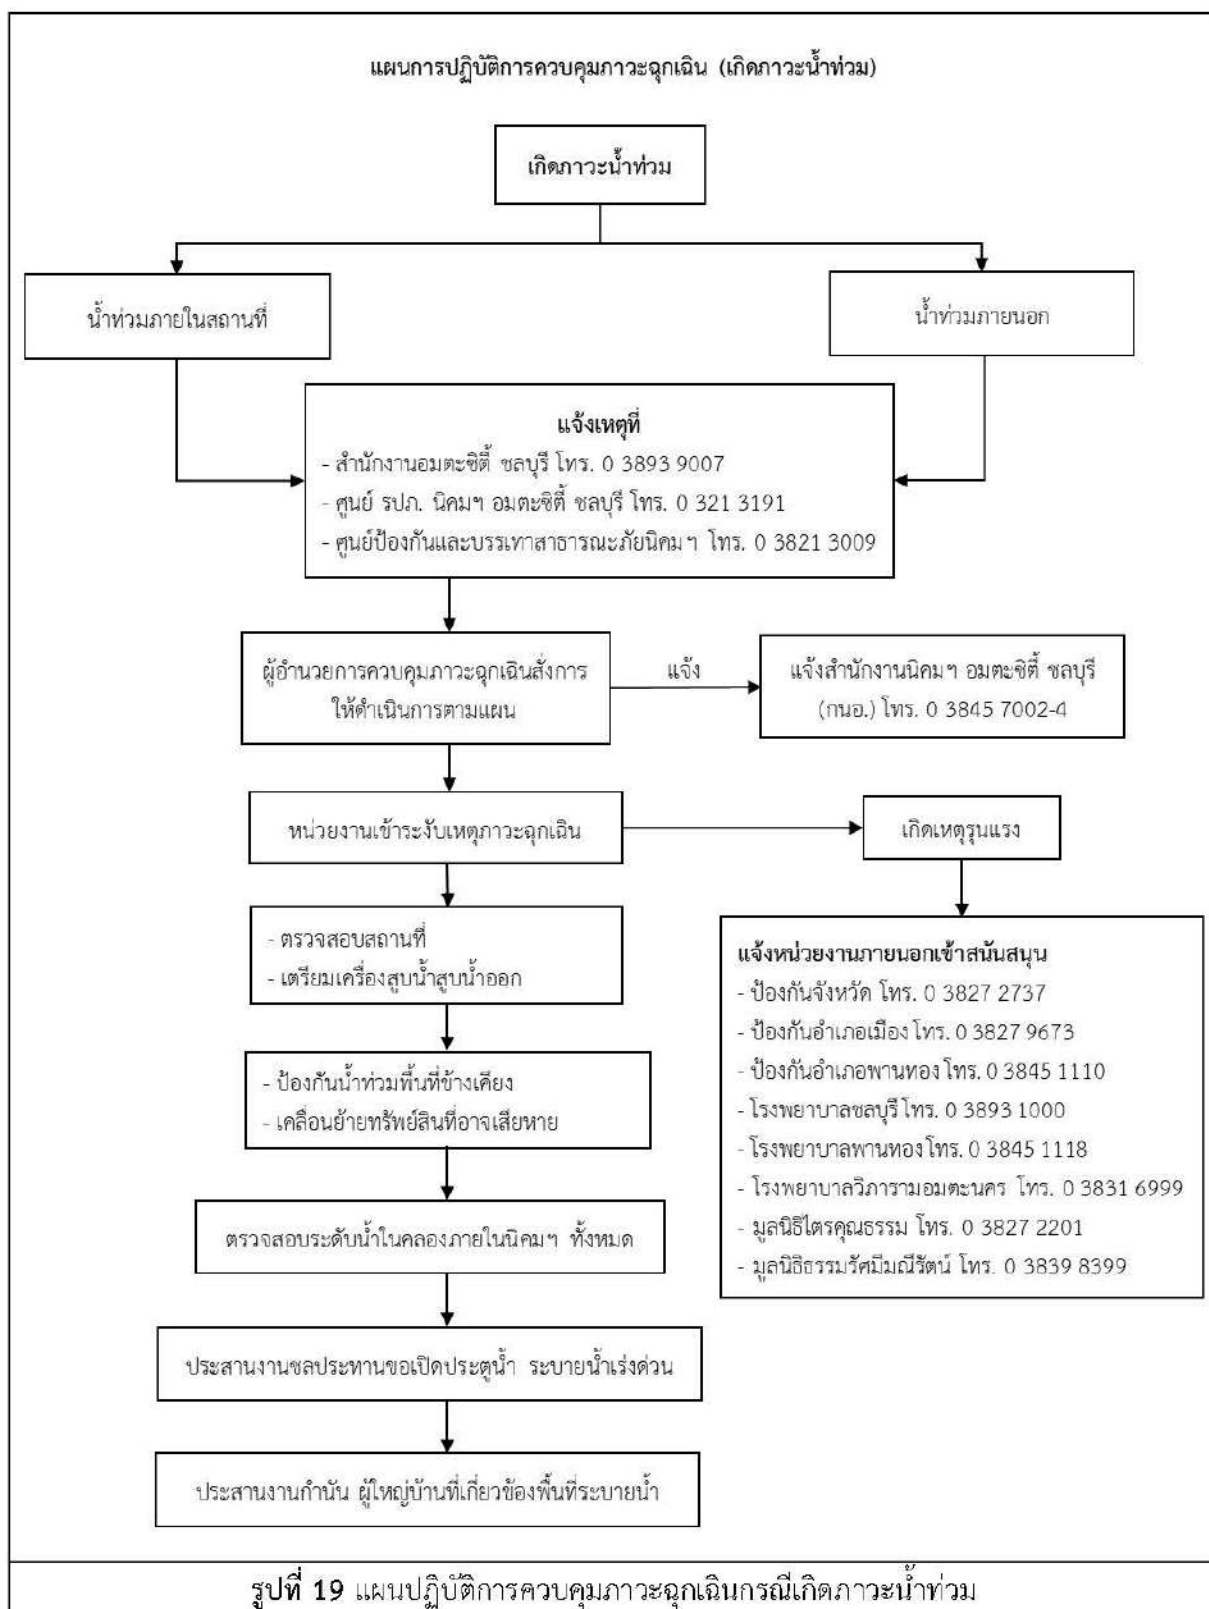 แผนการปฏิบัติการควบคุมภาวะฉุกเฉิน (เกิดภาวะน้ำท่วม)
เกิดภาวะน้ำท่วม
น้ำท่วมภายในสถานที่
น้ำท่วมภายนอก
แจ้งเหตุที่
- สำนักงานอมตะซิตี้ ชลบุรี โทร. 0 3893 9007
- ศูนย์ รปภ. นิคมฯ อมตะซิตี้ ชลบุรี โทร. 0 321 3191
- ศูนย์ป้องกันและบรรเทาสาธารณะภัยนิคมฯ โทร. 0 3821 3009
ผู้อำนวยการควบคุมภาวะฉุกเฉินสั่งการ
ให้ดำเนินการตามแผน
แจ้ง
แจ้งสำนักงานนิคมฯ อมตะซิตี้ ชลบุรี
(กนอ.) โทร. 0 3845 7002-4
หน่วยงานเข้าระงับเหตุภาวะฉุกเฉิน
เกิดเหตุรุนแรง
- ตรวจสอบสถานที่
- เตรียมเครื่องสูบน้ำสูบน้ำออก
- ป้องกันน้ำท่วมพื้นที่ข้างเคียง
- เคลื่อนย้ายทรัพย์สินที่อาจเสียหาย
ตรวจสอบระดับน้ำในคลองภายในนิคมฯ ทั้งหมด
ประสานงานชลประทานขอเปิดประตูน้ำ ระบายน้ำเร่งด่วน
ประสานงานกำนัน ผู้ใหญ่บ้านที่เกี่ยวข้องพื้นที่ระบายน้ำ
แจ้งหน่วยงานภายนอกเข้าสนันสนุน
- ป้องกันจังหวัด โทร. 0 3827 2737
- ป้องกันอำเภอเมือง โทร. 0 3827 9673
- ป้องกันอำเภอพานทอง โทร. 0 3845 1110
- โรงพยาบาลชลบุรี โทร. 0 3893 1000
- โรงพยาบาลพานทอง โทร. 0 3845 1118
- โรงพยาบาลวิภารามอมตะนคร โทร. 0 3831 6999
- มูลนิธิไตรคุณธรรม โทร. 0 3827 2201
- มูลนิธิธรรมรัศมีมณีรัตน์ โทร. 0 3839 8399
รูปที่ 19 แผนปฏิบัติการควบคุมภาวะฉุกเฉินกรณีเกิดภาวะน้ำท่วม